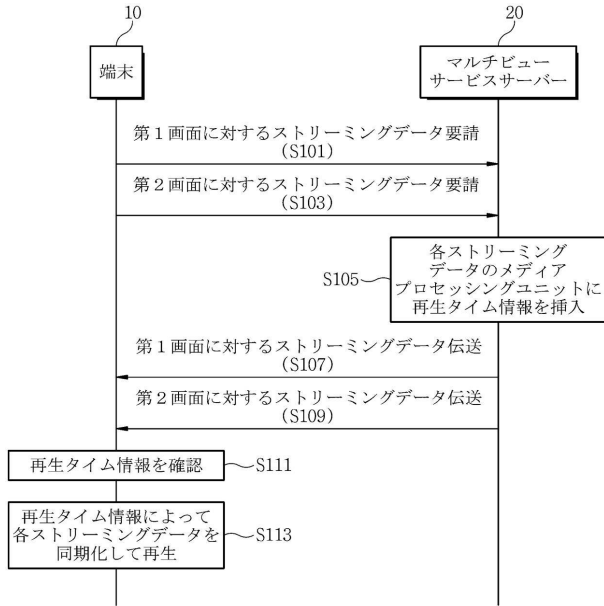 10
20
端末
マルチビュー
サービスサーバー
第1画面に対するストリーミングデータ要請
(S101)
第2画面に対するストリーミングデータ要請
(S103)
S105
各ストリーミング
データのメディア
プロセッシングユニットに
再生タイム情報を挿入
第1画面に対するストリーミングデータ伝送
(S107)
第2画面に対するストリーミングデータ伝送
(S109)
再生タイム情報を確認
S111
再生タイム情報によって
各ストリーミングデータを
同期化して再生
S113